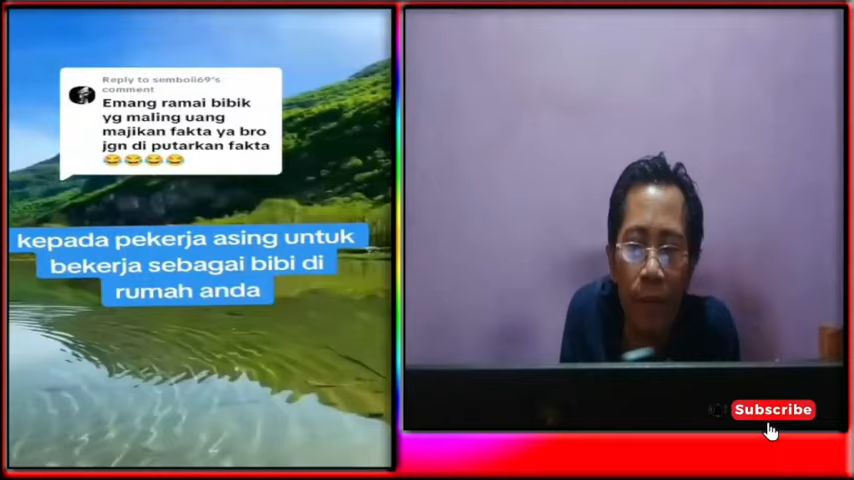 Reply to semboii69's
comment
Emang ramai bibik
yg maling uang
majikan fakta ya bro
jgn di putarkan fakta
😂😂😂😂
kepada pekerja asing untuk
bekerja sebagai bibi di
rumah anda
Subscribe